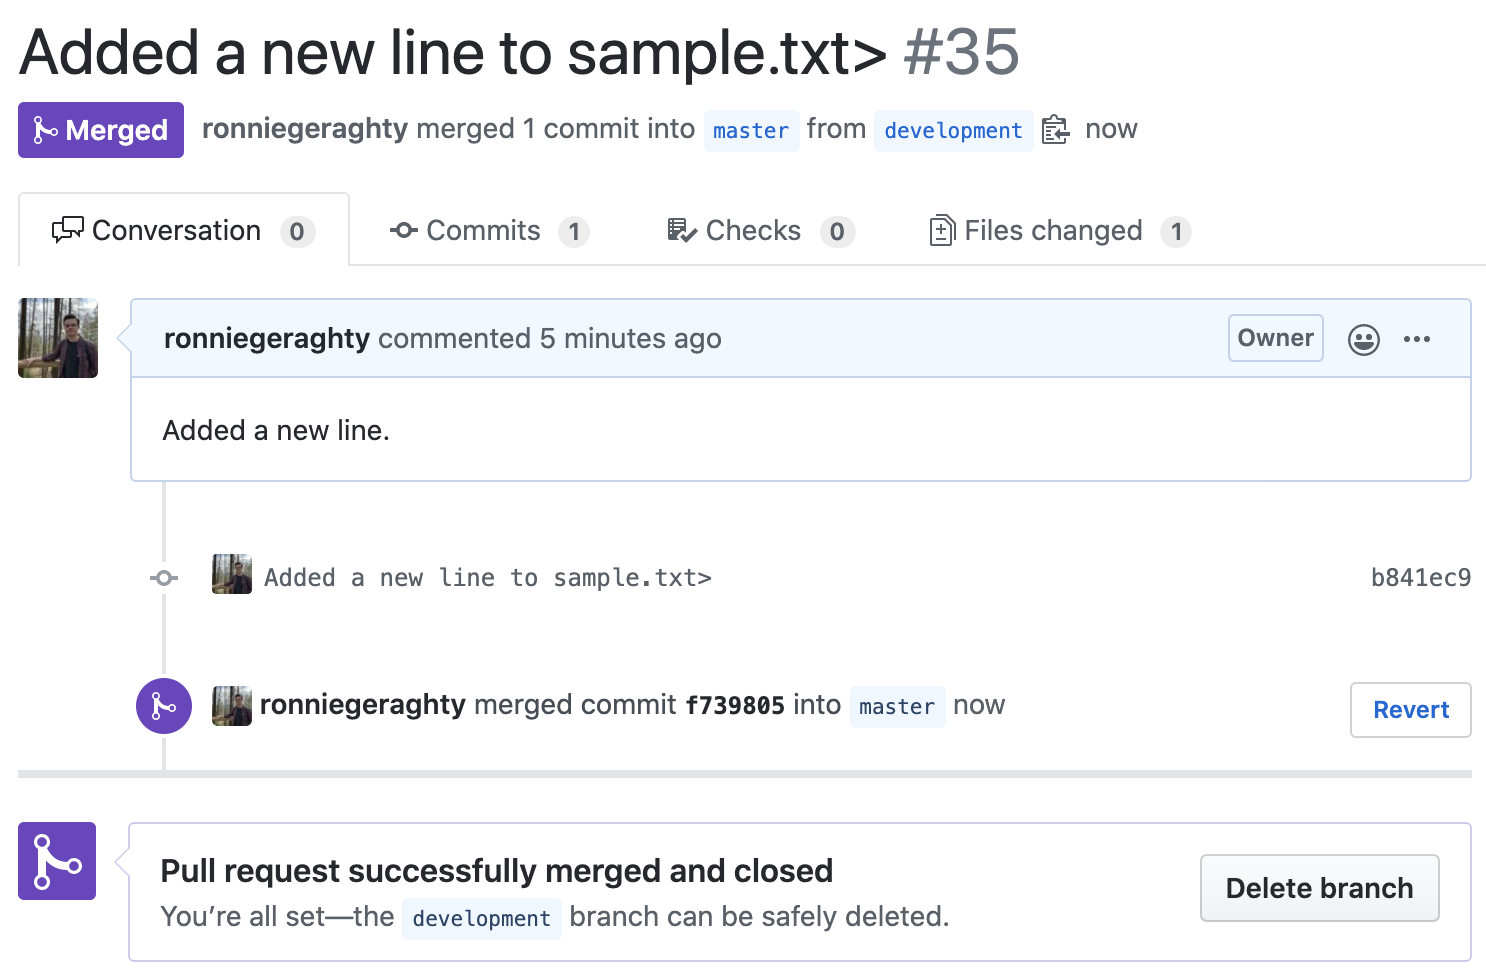 Added a new line to sample.txt> #35
Merged ronniegeraghty merged 1 commit into master from development now
Conversation 0 Commits 1 Checks 0 Files changed 1
ronniegeraghty commented 5 minutes ago Owner
Added a new line.
Added a new line to sample.txt> b841ec9
ronniegeraghty merged commit f739805 into master now Revert
Pull request successfully merged and closed
You’re all set—the development branch can be safely deleted.
Delete branch